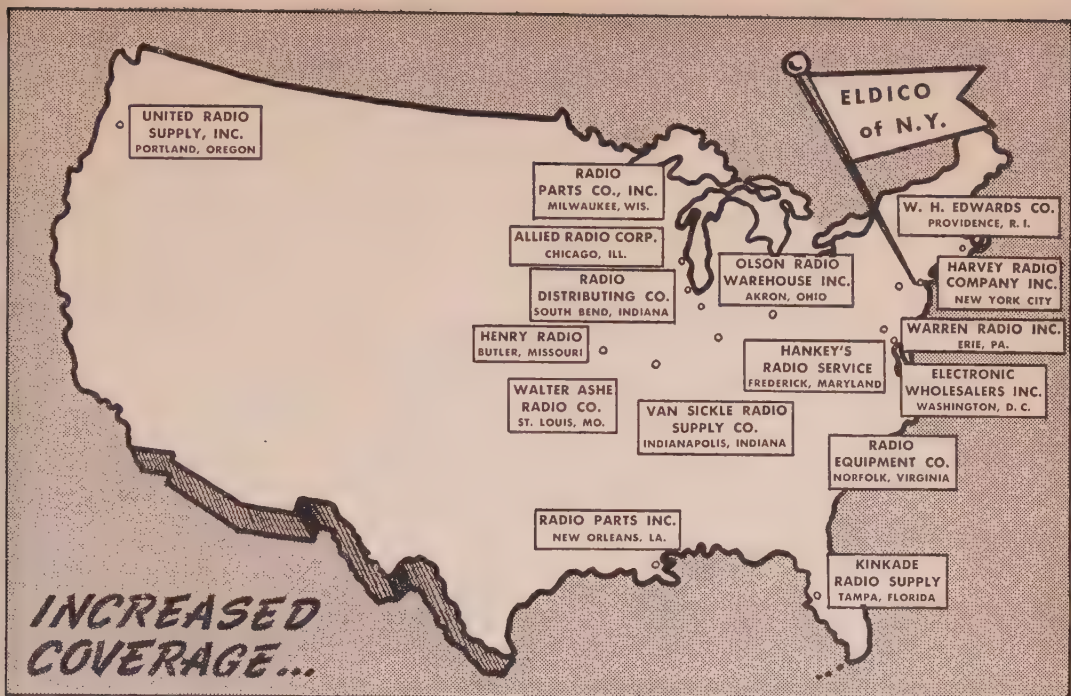 ELDICO
of N.Y.
UNITED RADIO
SUPPLY, INC.
PORTLAND, OREGON
RADIO
PARTS CO., INC.
MILWAUKEE, WIS.
W. H. EDWARDS CO.
PROVIDENCE, R. I.
ALLIED RADIO CORP.
CHICAGO, ILL.
OLSON RADIO
WAREHOUSE INC.
AKRON, OHIO
HARVEY RADIO
COMPANY INC.
NEW YORK CITY
RADIO
DISTRIBUTING CO.
SOUTH BEND, INDIANA
WARREN RADIO INC.
ERIE, PA.
HENRY RADIO
BUTLER, MISSOURI
HANKEY'S
RADIO SERVICE
FREDERICK, MARYLAND
ELECTRONIC
WHOLESALERS INC.
WASHINGTON, D. C.
WALTER ASHE
RADIO CO.
ST. LOUIS, MO.
VAN SICKLE RADIO
SUPPLY CO.
INDIANAPOLIS, INDIANA
RADIO
EQUIPMENT CO.
NORFOLK, VIRGINIA
RADIO PARTS INC.
NEW ORLEANS. LA.
KINKADE
RADIO SUPPLY
TAMPA, FLORIDA
INCREASED
COVERAGE...